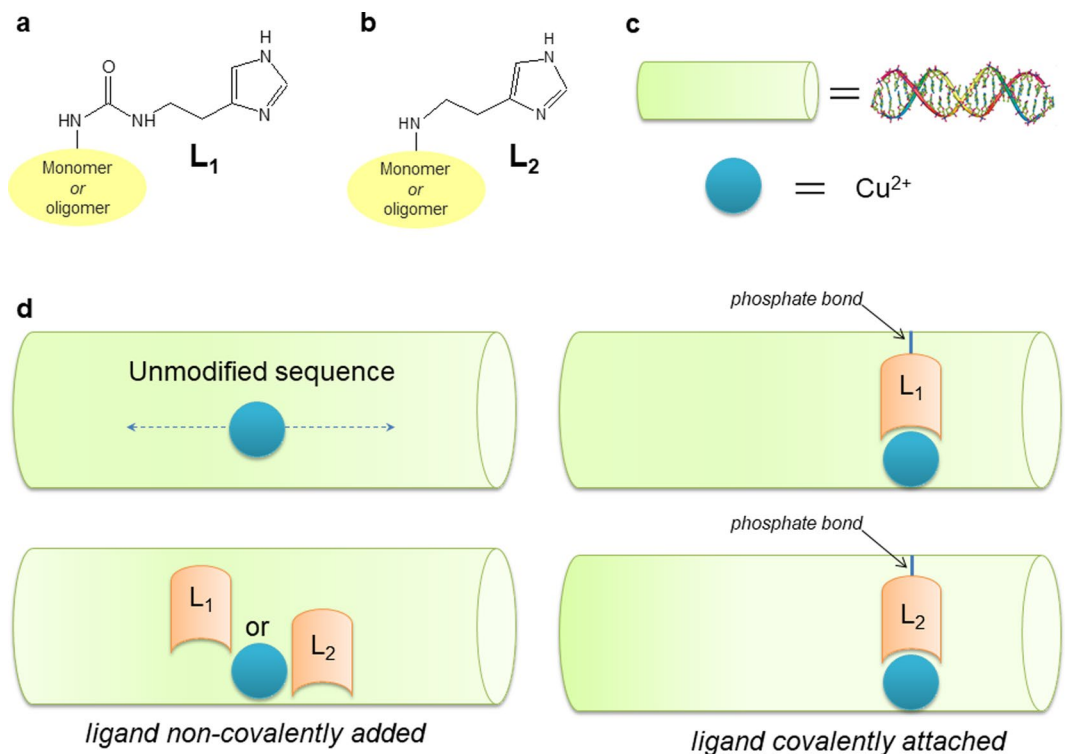 a
b
c
H
N
O
HN
NH
N
L₁
Monomer
or
oligomer
H
N
HN
N
L₂
Monomer
or
oligomer
=
= Cu²⁺
d
Unmodified sequence
phosphate bond
L₁
L₁
or
L₂
ligand non-covalently added
phosphate bond
L₂
ligand covalently attached